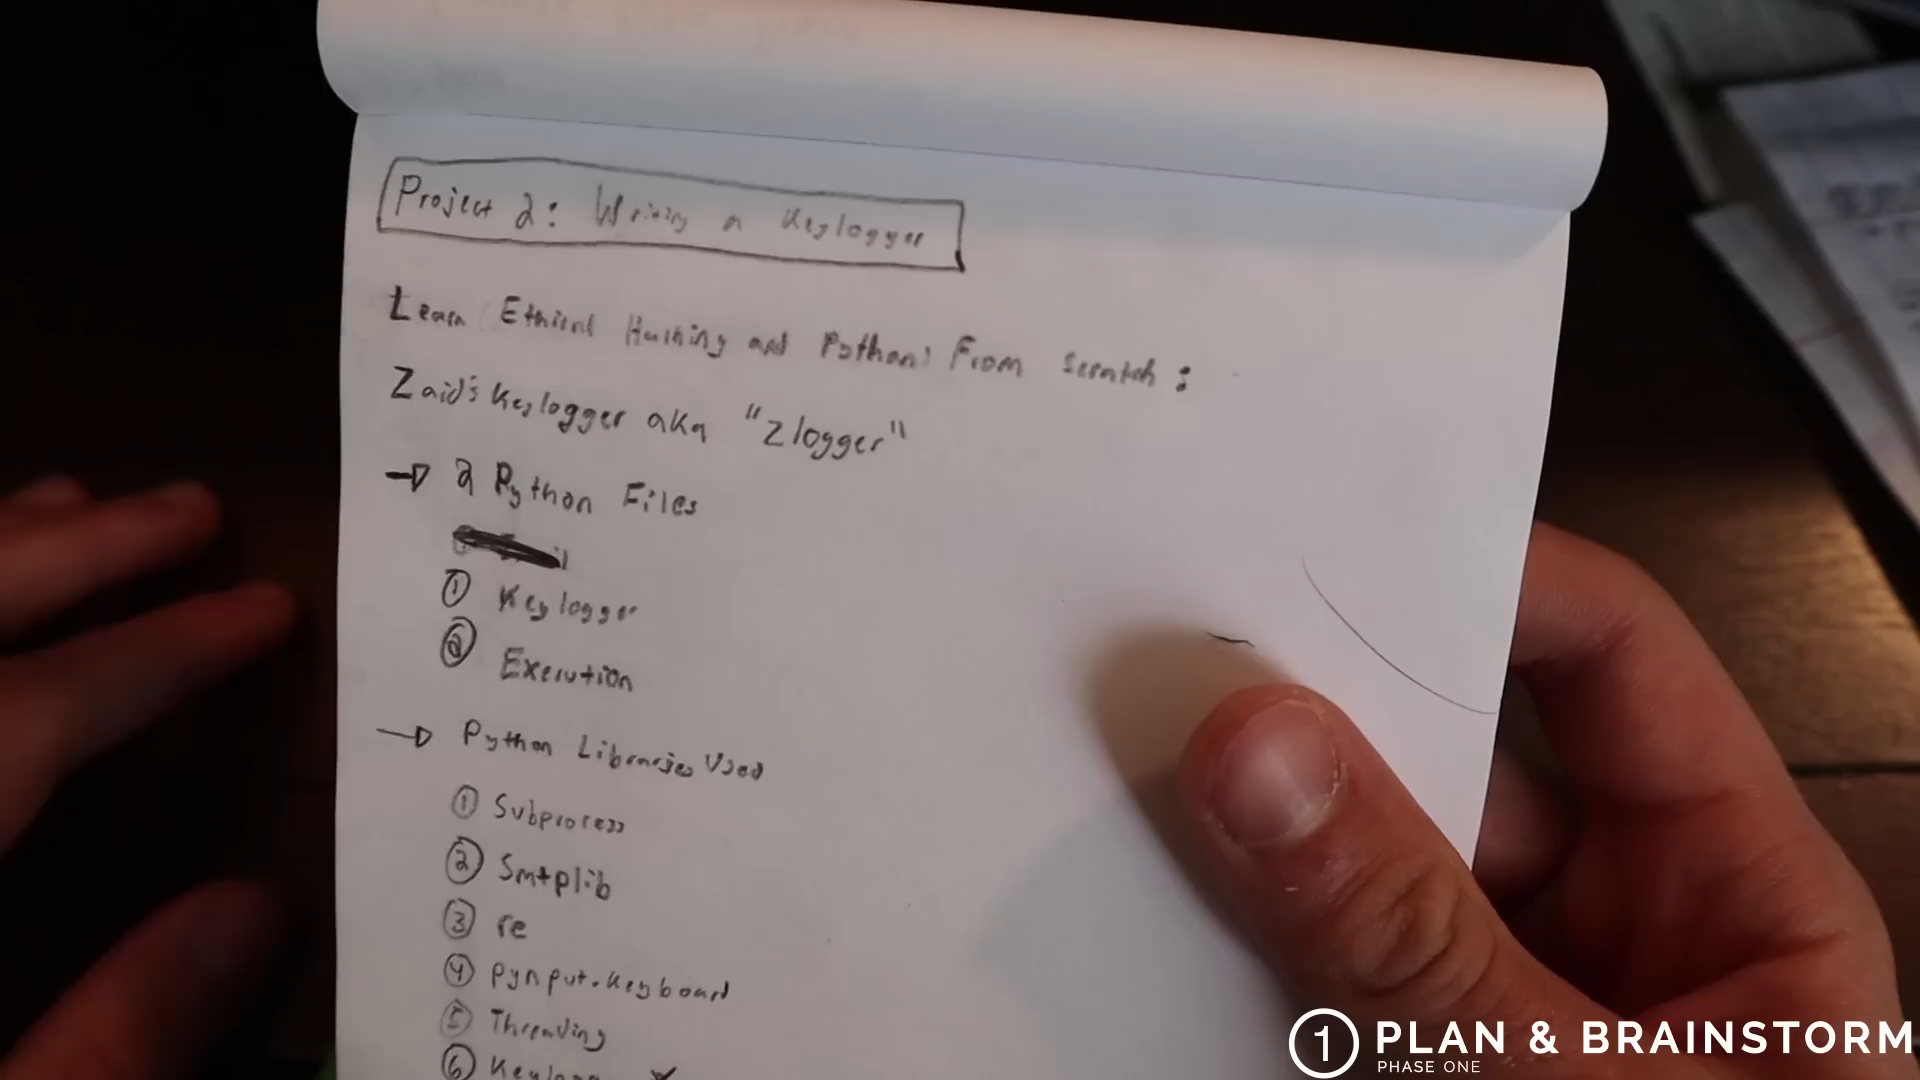 Project 2: Writing a Keylogger
Learn Ethical Hacking and Python: From Scratch:
Zaid's Keylogger aka "Zlogger"
→ 2 Python Files
① Keylogger
② Execution
→ Python Libraries Used
① Subprocess
② Smtplib
③ re
④ Pynput.Keyboard
⑤ Threading
⑥
1 PLAN & BRAINSTORM
PHASE ONE